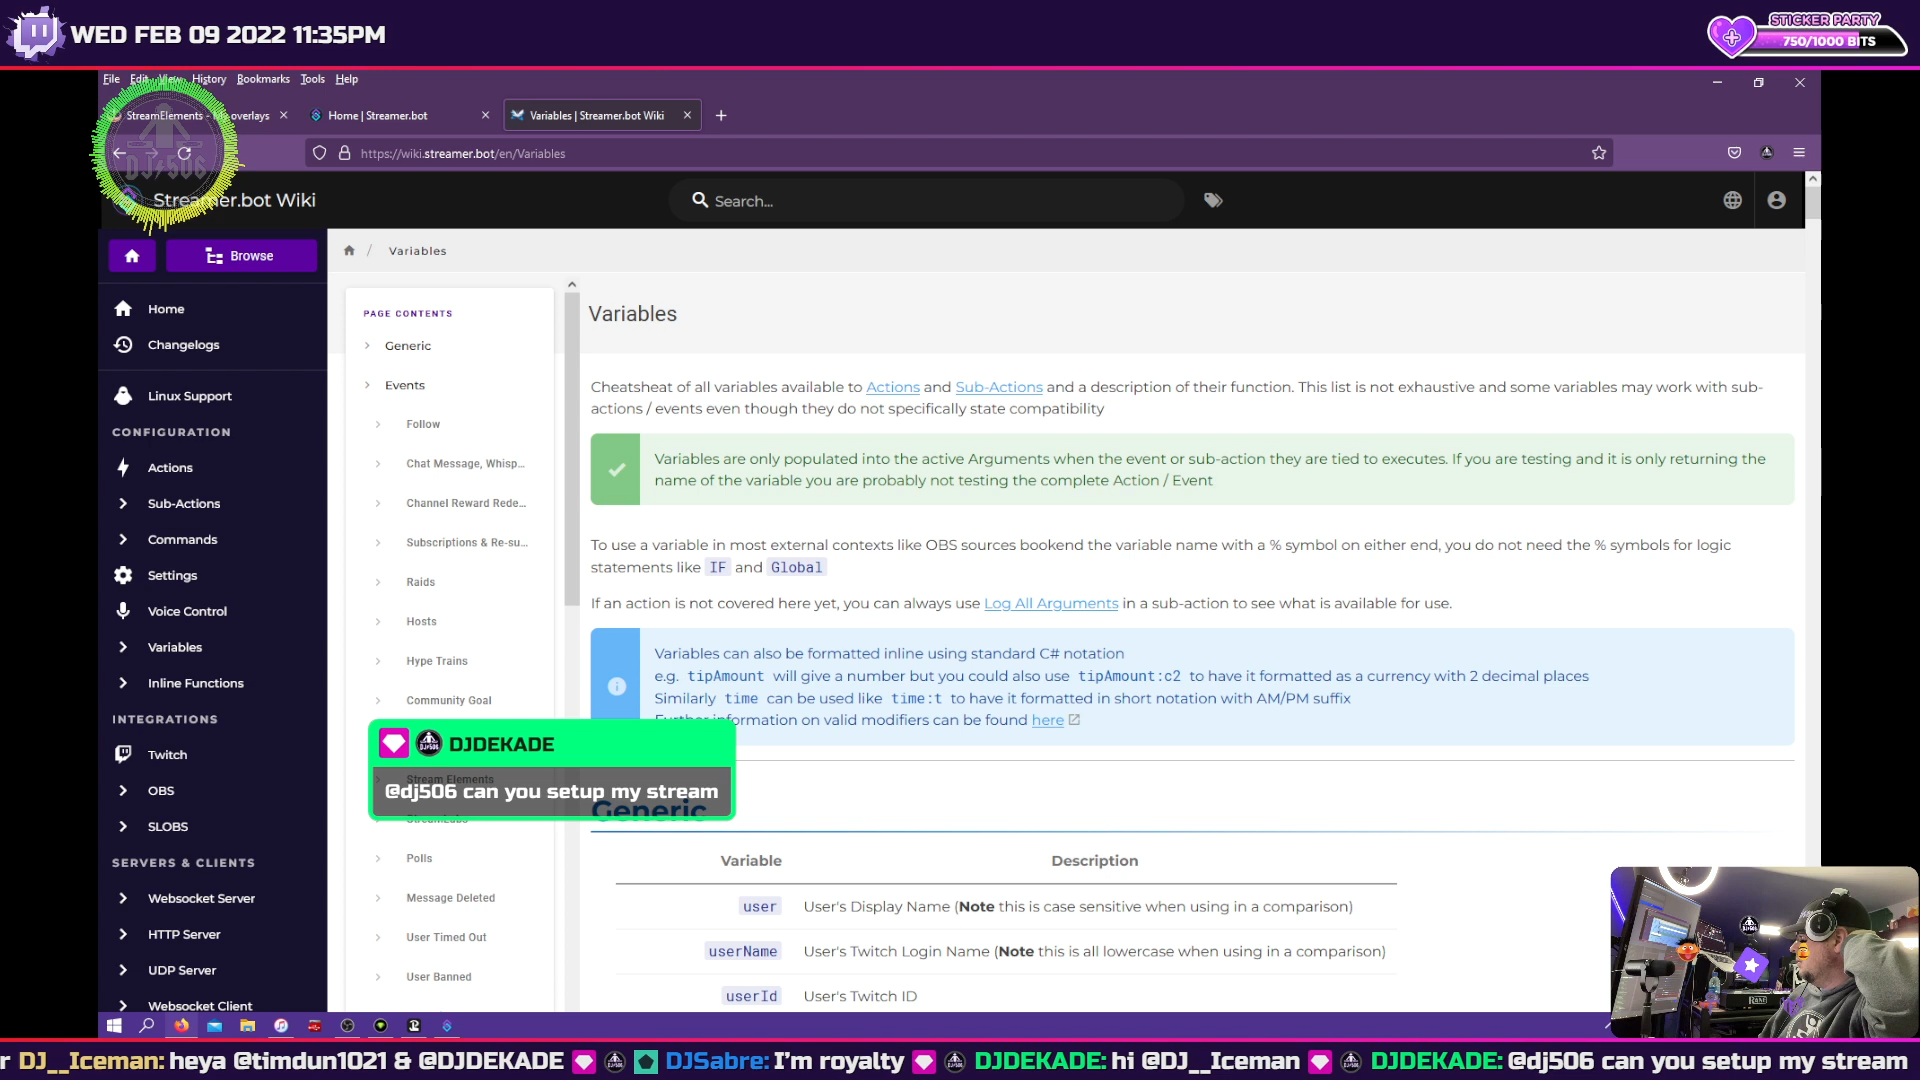 WED FEB 09 2022 11:35PM
STICKER PARTY
750/1000 BITS
File Edit View History Bookmarks Tools Help
StreamElements - My overlays
Home | Streamer.bot
Variables | Streamer.bot Wiki
https://wiki.streamer.bot/en/Variables
DJ506
Streamer.bot Wiki
Search...
Browse
/ Variables
Home
Changelogs
Linux Support
CONFIGURATION
Actions
Sub-Actions
Commands
Settings
Voice Control
Variables
Inline Functions
INTEGRATIONS
Twitch
OBS
SLOBS
SERVERS & CLIENTS
Websocket Server
HTTP Server
UDP Server
Websocket Client
PAGE CONTENTS
Generic
Events
Follow
Chat Message, Whisp...
Channel Reward Rede...
Subscriptions & Re-su...
Raids
Hosts
Hype Trains
Community Goal
Stream Elements
StreamLabs
Polls
Message Deleted
User Timed Out
User Banned
Variables
Cheatsheat of all variables available to Actions and Sub-Actions and a description of their function. This list is not exhaustive and some variables may work with sub-
actions / events even though they do not specifically state compatibility
Variables are only populated into the active Arguments when the event or sub-action they are tied to executes. If you are testing and it is only returning the
name of the variable you are probably not testing the complete Action / Event
To use a variable in most external contexts like OBS sources bookend the variable name with a % symbol on either end, you do not need the % symbols for logic
statements like IF and Global
If an action is not covered here yet, you can always use Log All Arguments in a sub-action to see what is available for use.
Variables can also be formatted inline using standard C# notation
e.g. tipAmount will give a number but you could also use tipAmount:c2 to have it formatted as a currency with 2 decimal places
Similarly time can be used like time:t to have it formatted in short notation with AM/PM suffix
Further information on valid modifiers can be found here
DJDEKADE
@dj506 can you setup my stream
Generic
Variable Description
user User's Display Name (Note this is case sensitive when using in a comparison)
userName User's Twitch Login Name (Note this is all lowercase when using in a comparison)
userId User's Twitch ID
r DJ__Iceman: heya @timdun1021 & @DJDEKADE DJSabre: I'm royalty DJDEKADE: hi @DJ__Iceman DJDEKADE: @dj506 can you setup my stream